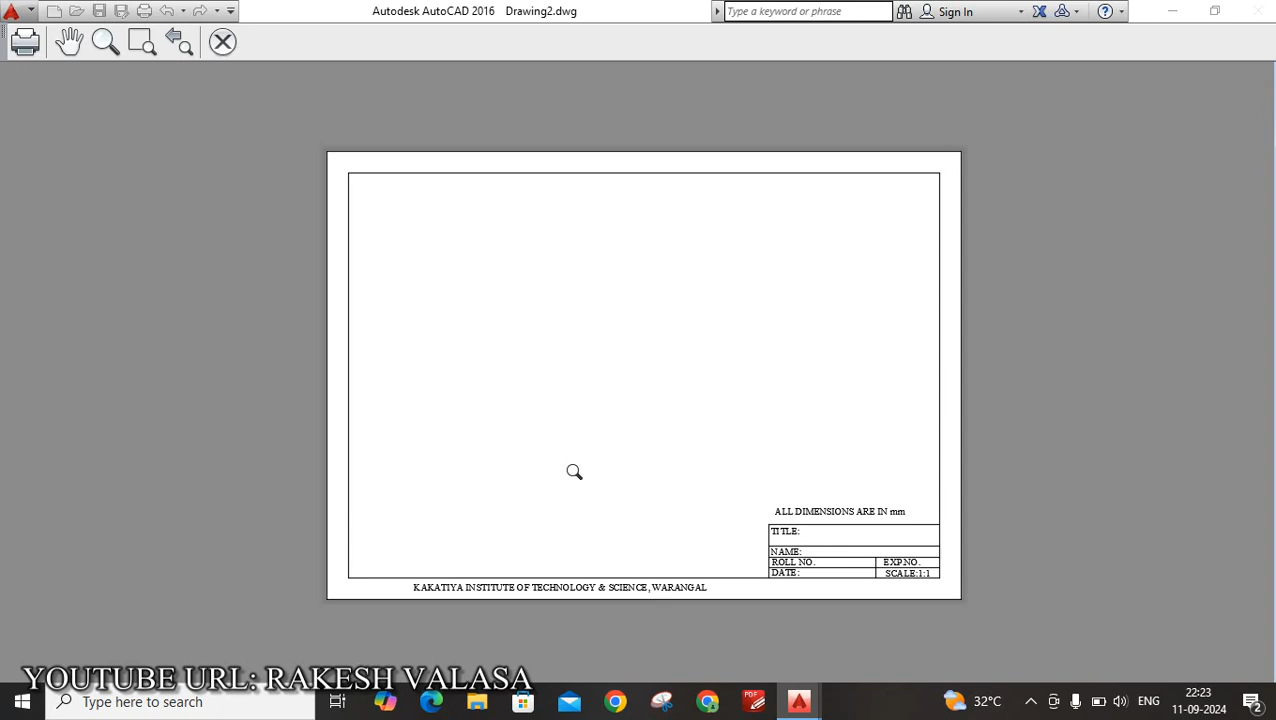 Autodesk AutoCAD 2016 Drawing2.dwg
Type a keyword or phrase
Sign In
ALL DIMENSIONS ARE IN mm
TITLE:
NAME:
ROLL NO. EXP.NO.
DATE: SCALE:1:1
KAKATIYA INSTITUTE OF TECHNOLOGY & SCIENCE, WARANGAL
YOUTUBE URL: RAKESH VALASA
Type here to search
PDF
32°C
ENG
22:23
11-09-2024
2